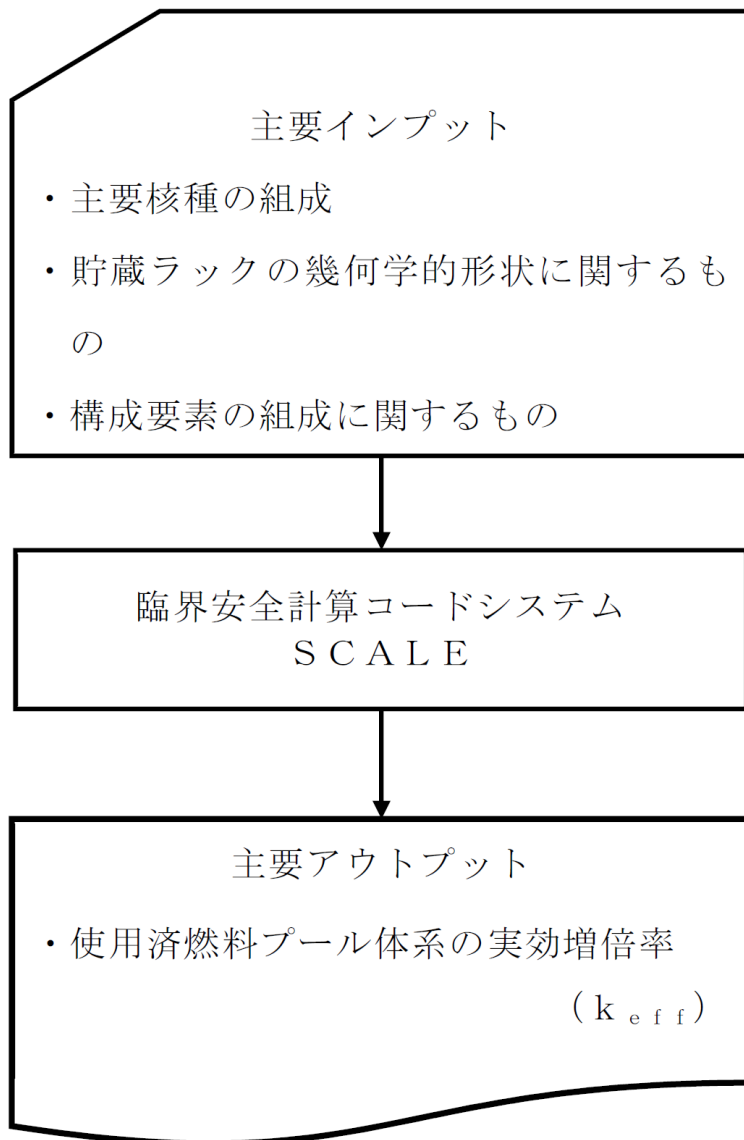 主要インプット
・主要核種の組成
・貯蔵ラックの幾何学的形状に関するも
の
・構成要素の組成に関するもの
臨界安全計算コードシステム
ＳＣＡＬＥ
主要アウトプット
・使用済燃料プール体系の実効増倍率
（ｋｅｆｆ）